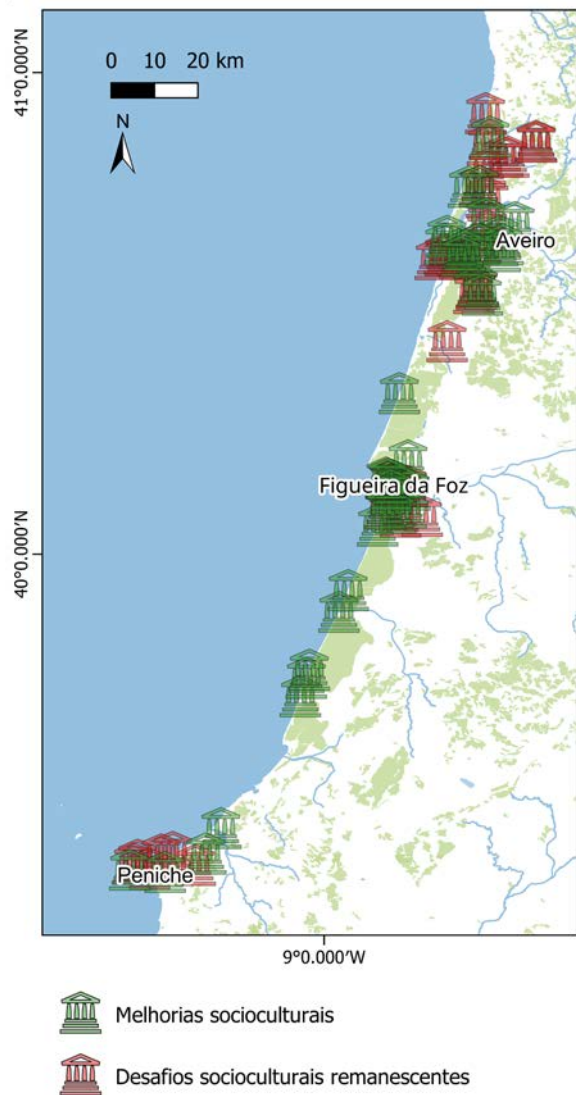 0 10 20 km
N
41°0.000'N
Aveiro
Figueira da Foz
40°0.000'N
Peniche
9°0.000'W
Melhorias socioculturais
Desafios socioculturais remanescentes